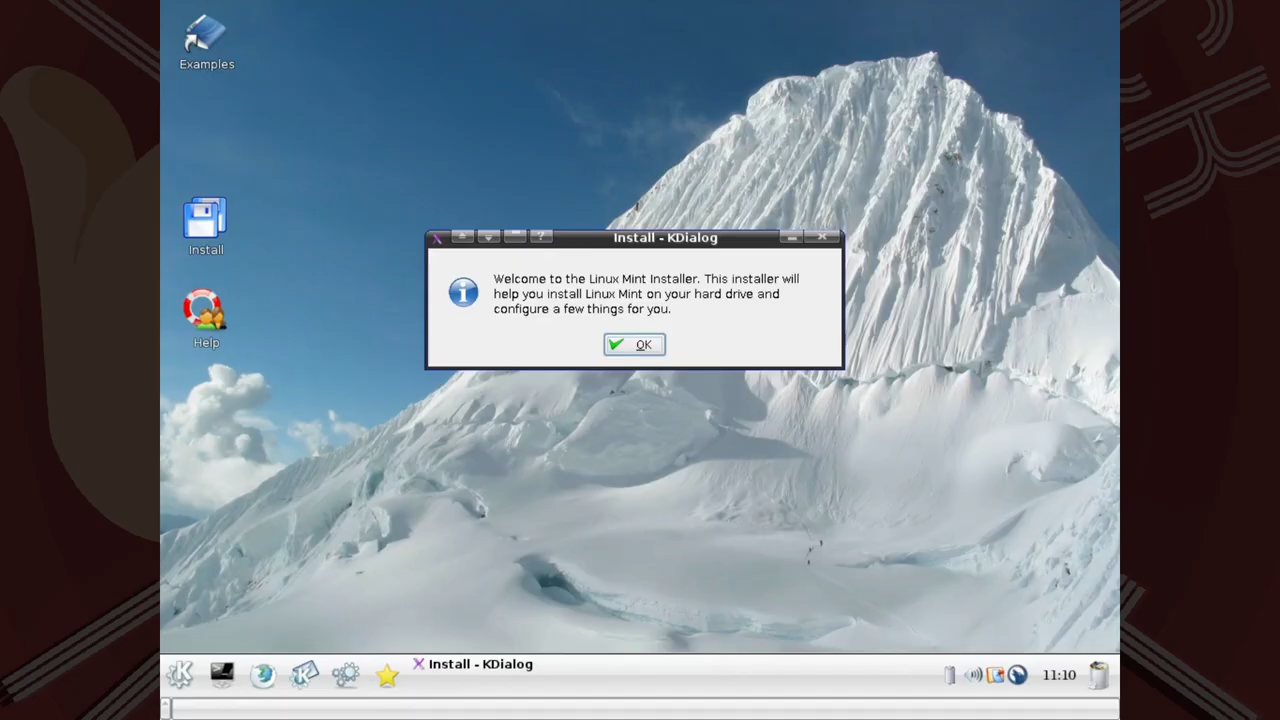 Examples
Install
Help
Install - KDialog
Welcome to the Linux Mint Installer. This installer will
help you install Linux Mint on your hard drive and
configure a few things for you.
OK
Install - KDialog
11:10